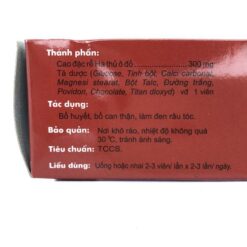 Thành phần:
Cao đặc rễ Hà thủ ô đỏ 300 mg
Tá dược (Glucose, Tinh bột, Calci carbonat,
Magnesi stearat, Bột Talc, Đường trắng,
Povidon, Chocolate, Titan dioxyd) vđ 1 viên
Tác dụng:
Bổ huyết, bổ can thận, làm đen râu tóc.
Bảo quản: Nơi khô ráo, nhiệt độ không quá
30°C, tránh ánh sáng.
Tiêu chuẩn: TCCS.
Liều dùng: Uống hoặc nhai 2-3 viên/ lần x 2-3 lần/ ngày.